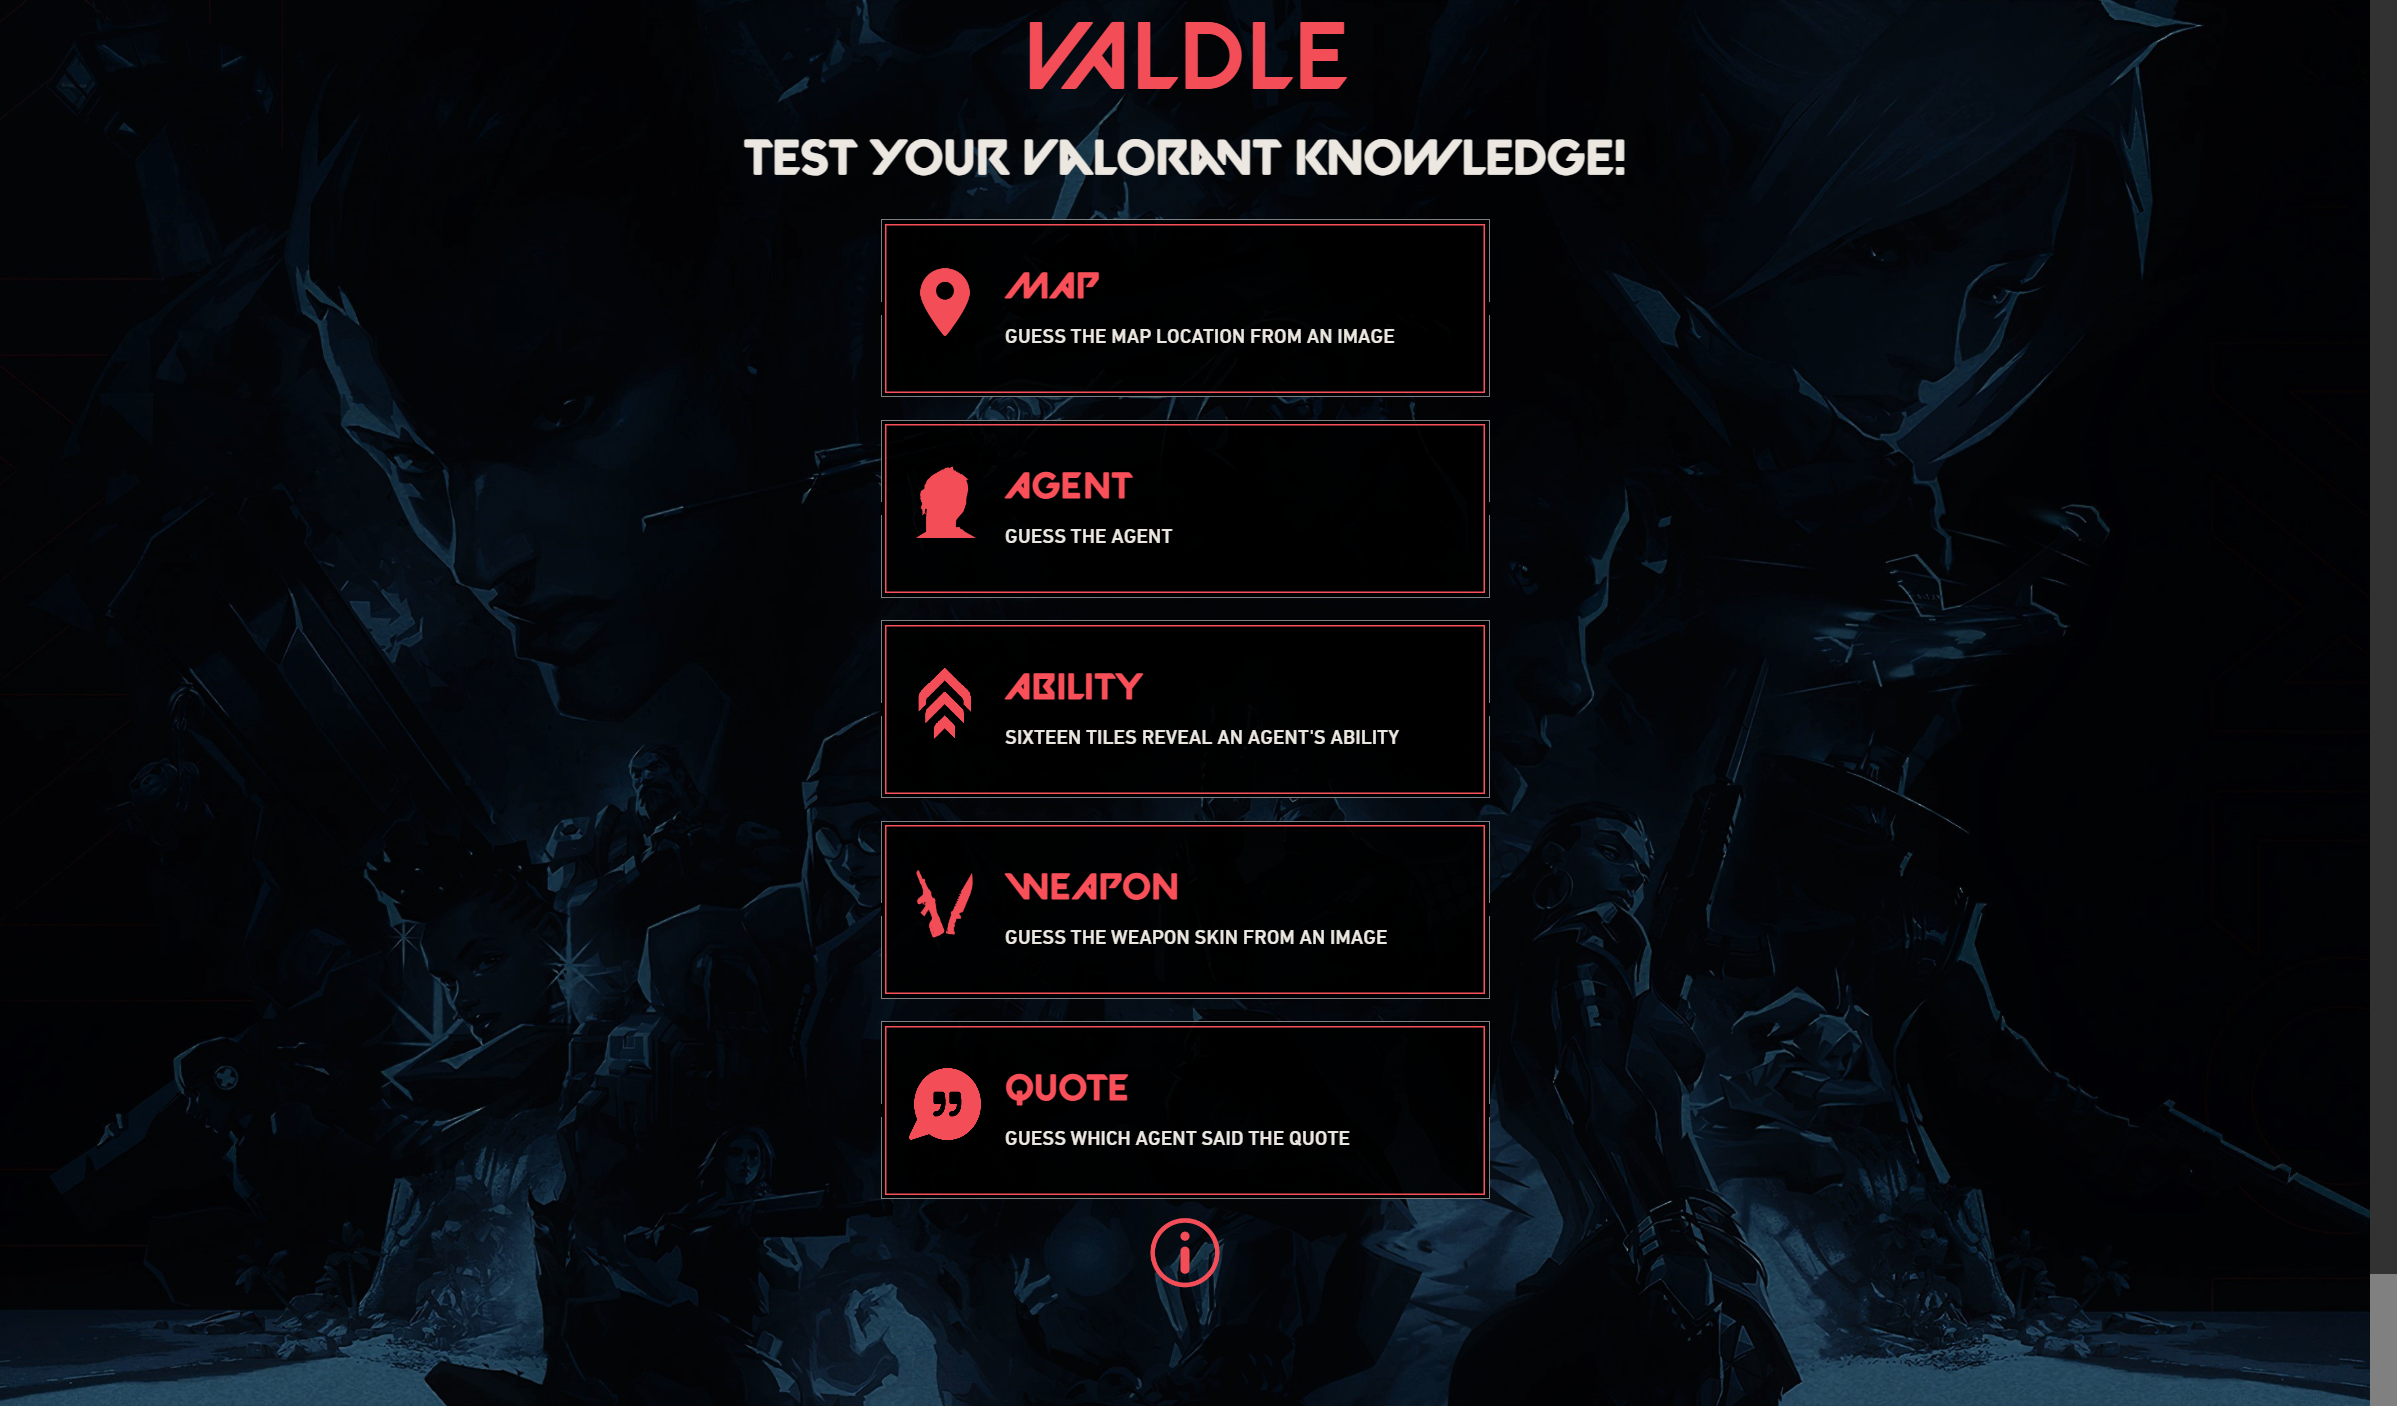 VALDLE
TEST YOUR VALORANT KNOWLEDGE!
MAP
GUESS THE MAP LOCATION FROM AN IMAGE
AGENT
GUESS THE AGENT
ABILITY
SIXTEEN TILES REVEAL AN AGENT'S ABILITY
WEAPON
GUESS THE WEAPON SKIN FROM AN IMAGE
QUOTE
GUESS WHICH AGENT SAID THE QUOTE